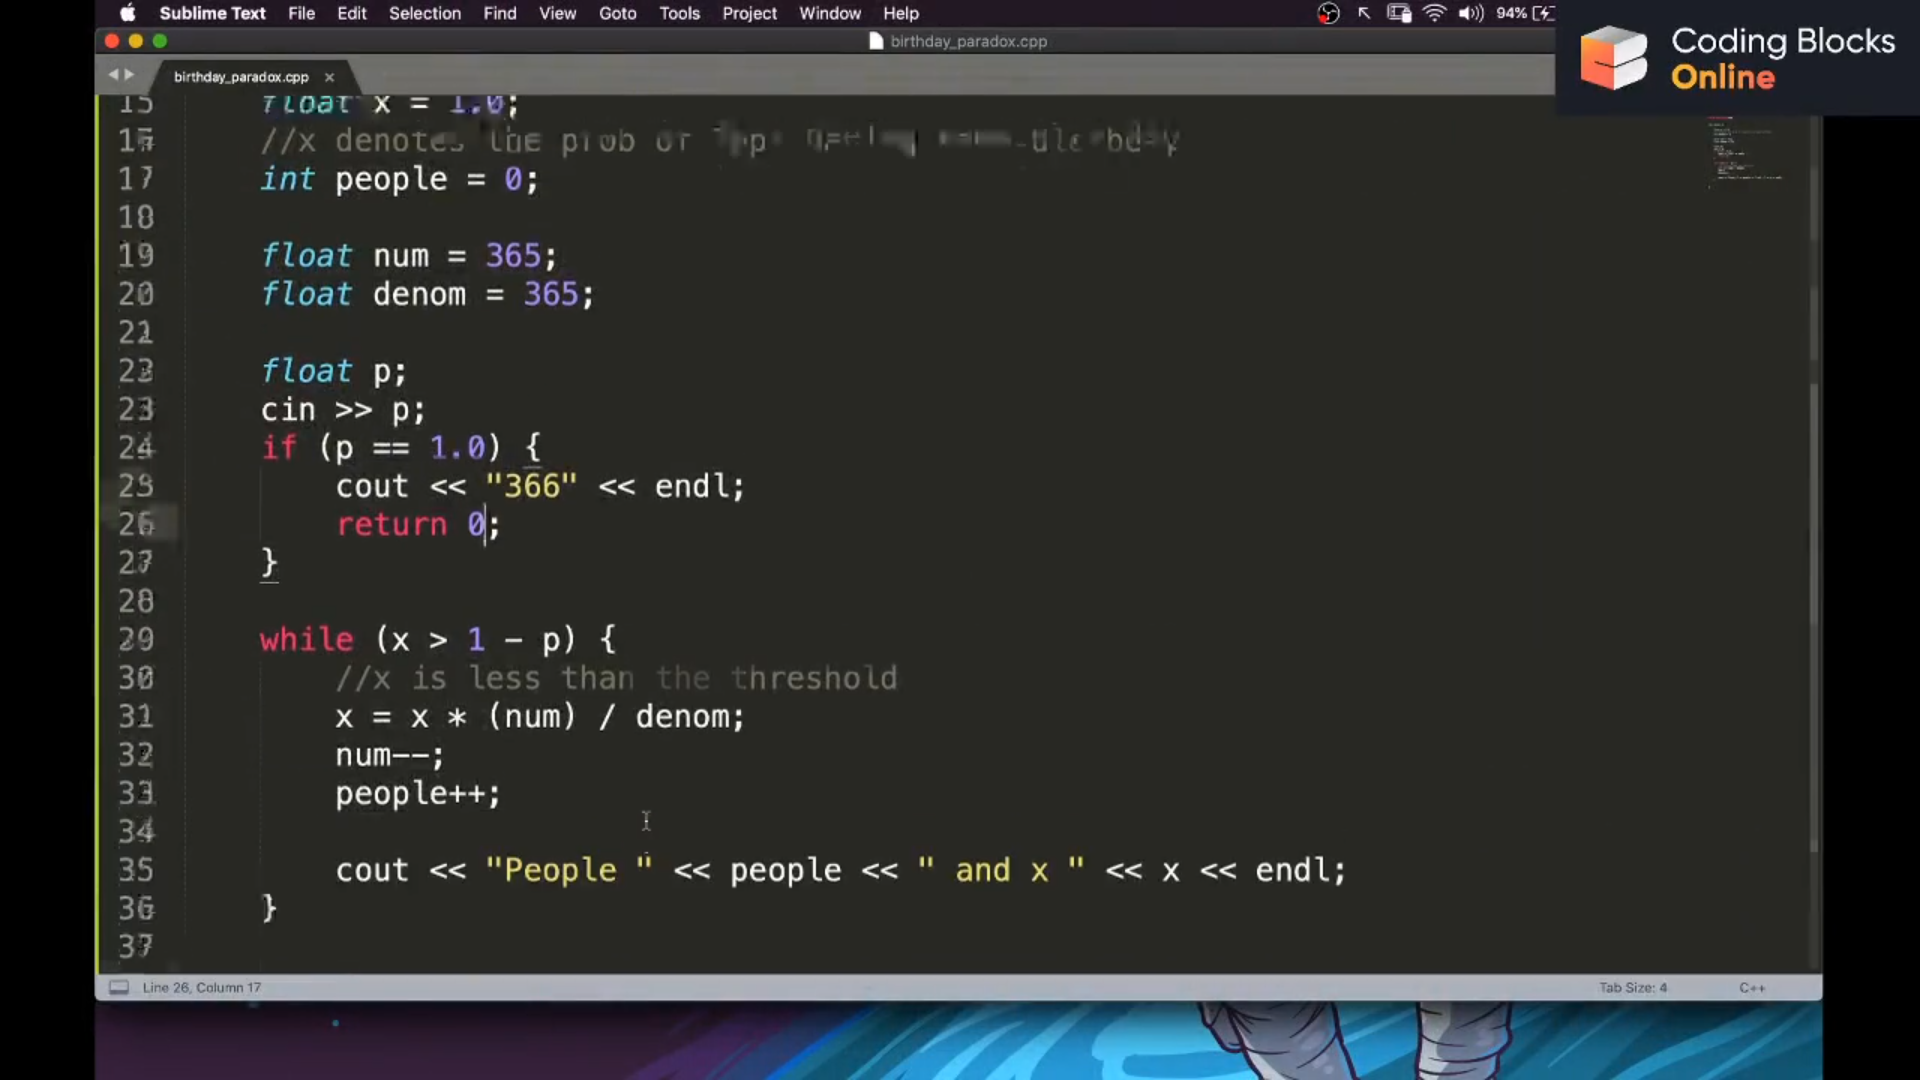 Sublime Text File Edit Selection Find View Goto Tools Project Window Help 94%
birthday_paradox.cpp
Coding Blocks
Online
birthday_paradox.cpp ×
15 float x = 1.0;
16 //x denotes the prob of
17 int people = 0;
18
19 float num = 365;
20 float denom = 365;
21
22 float p;
23 cin >> p;
24 if (p == 1.0) {
25 cout << "366" << endl;
26 return 0;
27 }
28
29 while (x > 1 - p) {
30 //x is less than the threshold
31 x = x * (num) / denom;
32 num--;
33 people++;
34
35 cout << "People " << people << " and x " << x << endl;
36 }
37
Line 26, Column 17 Tab Size: 4 C++